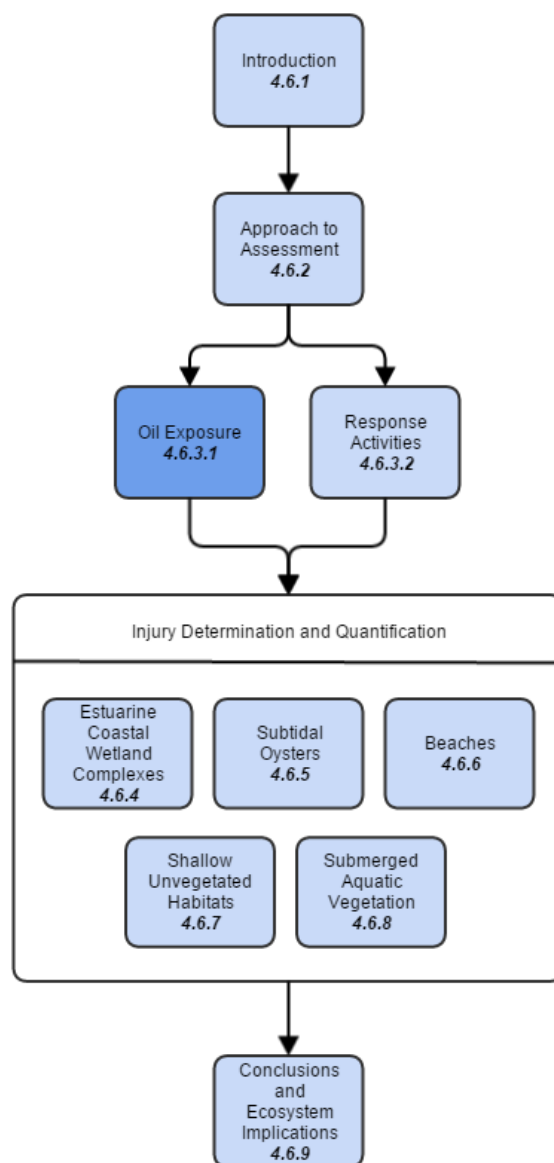 Introduction
4.6.1
Approach to
Assessment
4.6.2
Oil Exposure
4.6.3.1
Response
Activities
4.6.3.2
Injury Determination and Quantification
Estuarine
Coastal
Wetland
Complexes
4.6.4
Subtidal
Oysters
4.6.5
Beaches
4.6.6
Shallow
Unvegetated
Habitats
4.6.7
Submerged
Aquatic
Vegetation
4.6.8
Conclusions
and
Ecosystem
Implications
4.6.9